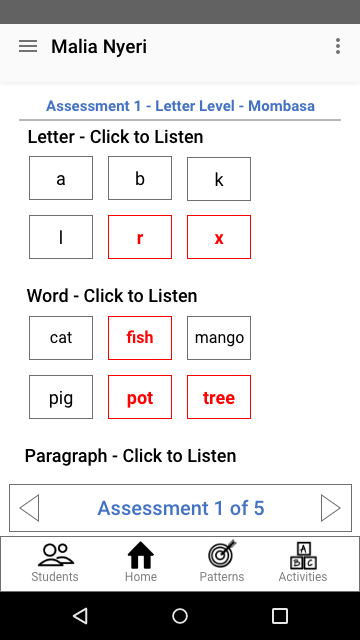 Malia Nyeri
Assessment 1 - Letter Level - Mombasa
Letter - Click to Listen
a b k
l r x
Word - Click to Listen
cat fish mango
pig pot tree
Paragraph - Click to Listen
Assessment 1 of 5
A
B C
Students Home Patterns Activities